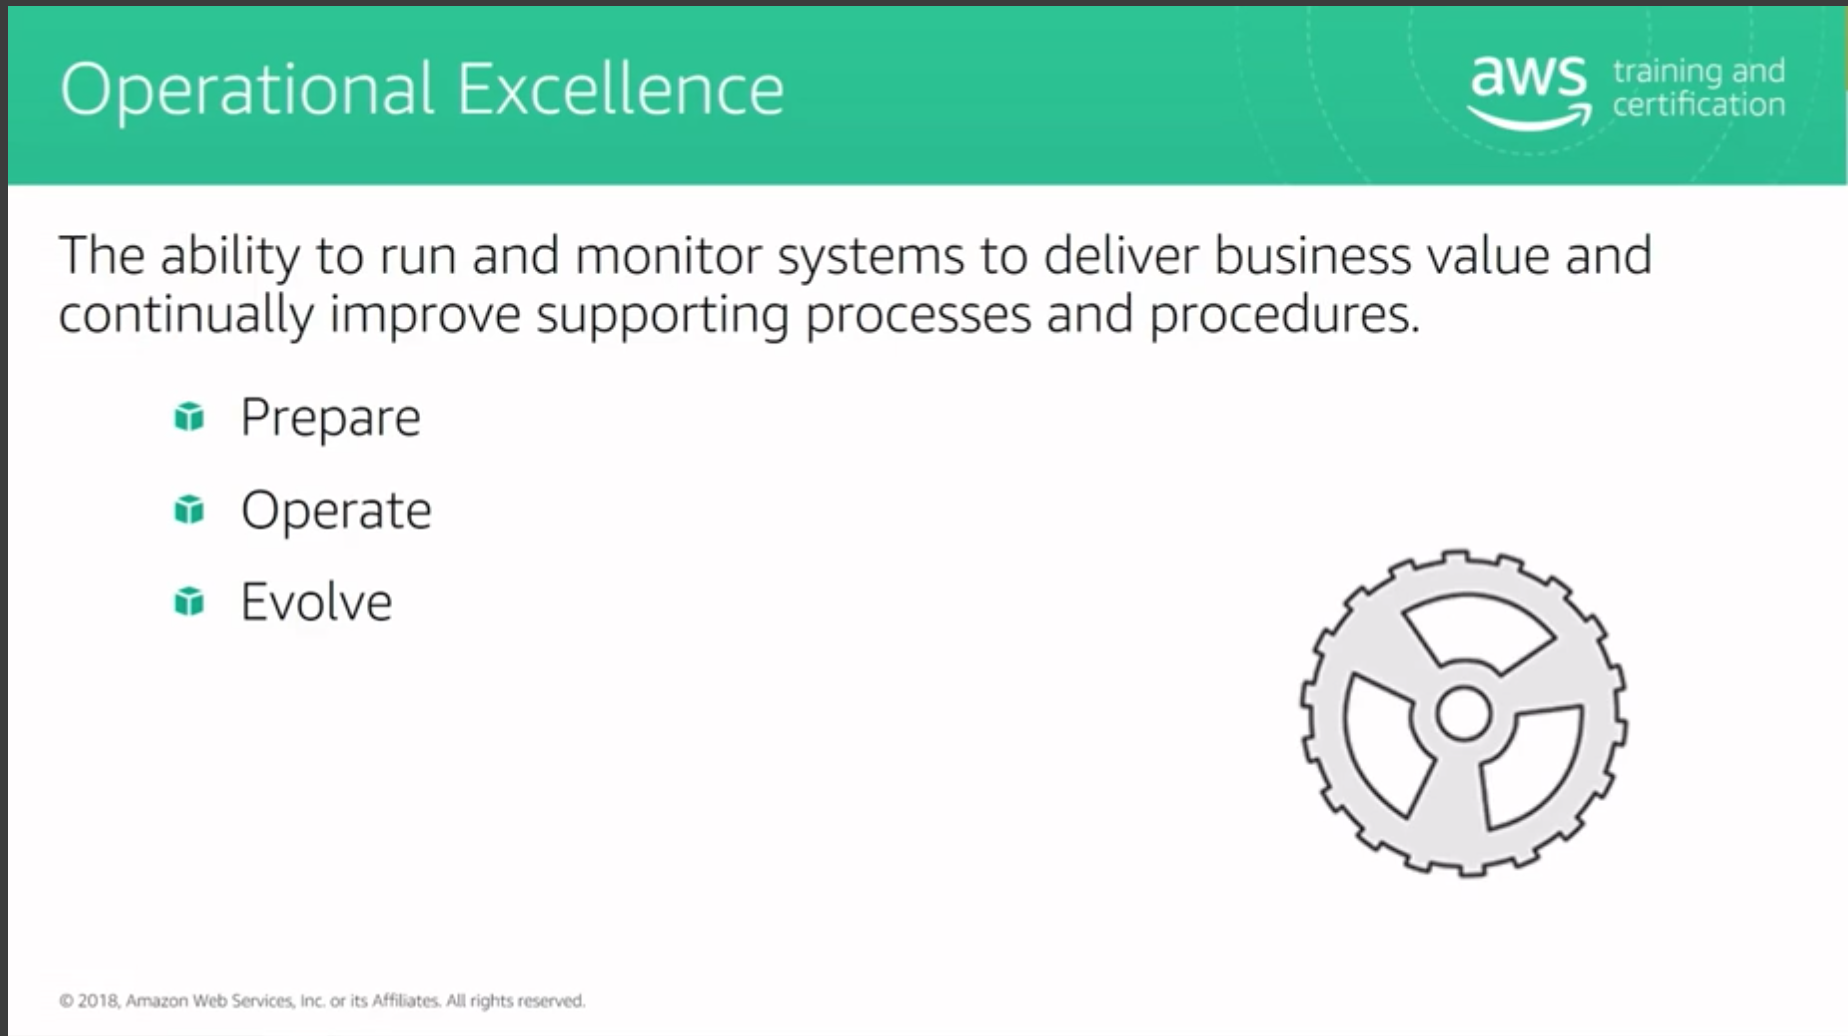 Operational Excellence
aws training and
certification
The ability to run and monitor systems to deliver business value and
continually improve supporting processes and procedures.
Prepare
Operate
Evolve
© 2018, Amazon Web Services, Inc. or its Affiliates. All rights reserved.